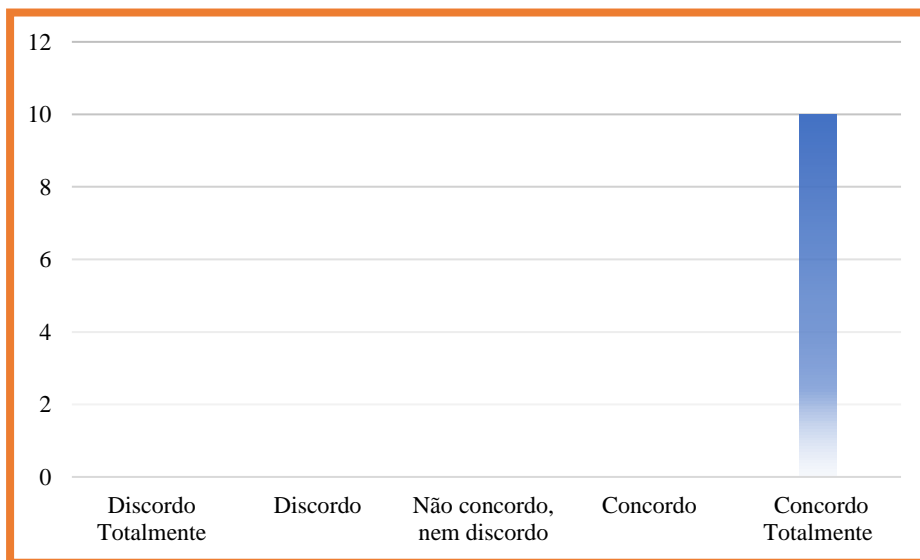 12
10
8
6
4
2
0
Discordo
Totalmente
Discordo
Não concordo,
nem discordo
Concordo
Concordo
Totalmente